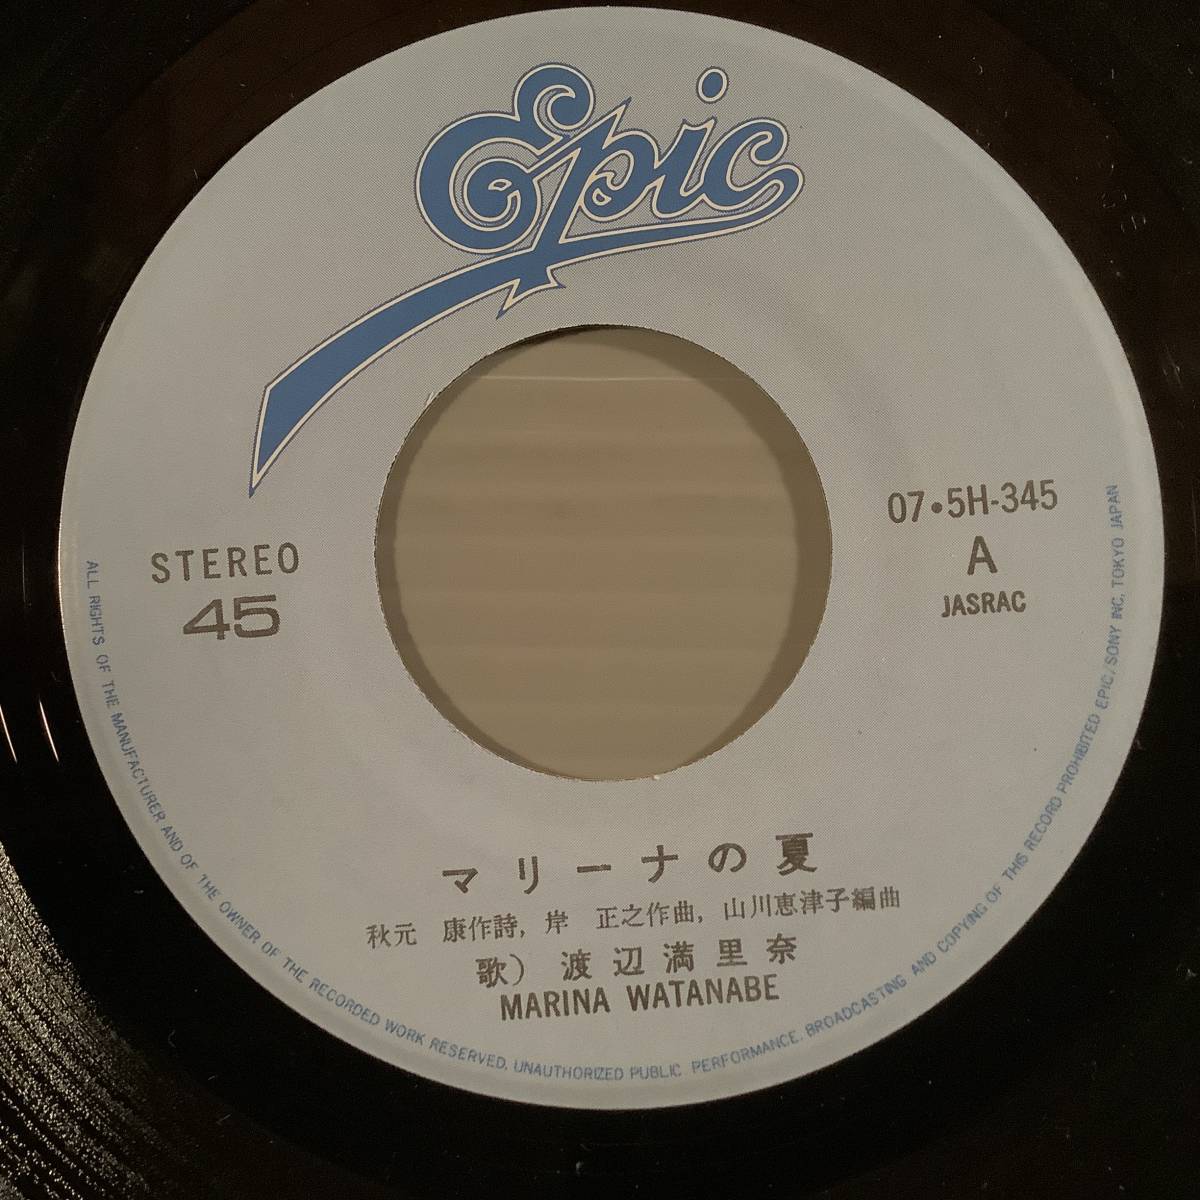 Epic
STEREO
45
07・5H-345
A
JASRAC
マリーナの夏
秋元 康作詩, 岸 正之作曲, 山川恵津子編曲
歌) 渡辺満里奈
MARINA WATANABE
ALL RIGHTS OF THE MANUFACTURER AND OF THE OWNER OF THE RECORDED WORK RESERVED, UNAUTHORIZED PUBLIC PERFORMANCE, BROADCASTING AND COPYING OF THIS RECORD PROHIBITED EPIC/SONY INC, TOKYO JAPAN